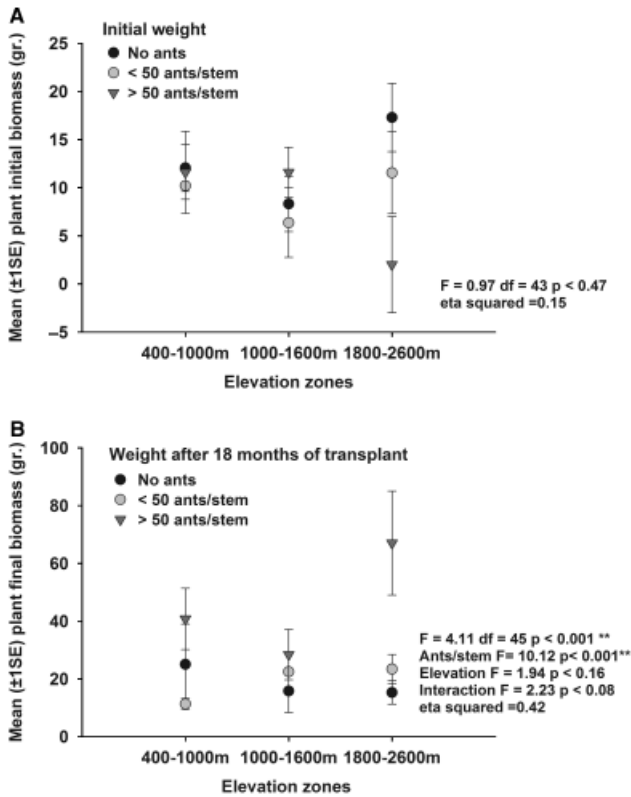 A
Initial weight
No ants
< 50 ants/stem
> 50 ants/stem
25
20
15
10
5
0
–5
Mean (±1SE) plant initial biomass (gr.)
F = 0.97 df = 43 p < 0.47
eta squared =0.15
400-1000m 1000-1600m 1800-2600m
Elevation zones
B
Weight after 18 months of transplant
No ants
< 50 ants/stem
> 50 ants/stem
100
80
60
40
20
0
Mean (±1SE) plant final biomass (gr.)
F = 4.11 df = 45 p < 0.001 **
Ants/stem F= 10.12 p< 0.001**
Elevation F = 1.94 p < 0.16
Interaction F = 2.23 p < 0.08
eta squared =0.42
400-1000m 1000-1600m 1800-2600m
Elevation zones